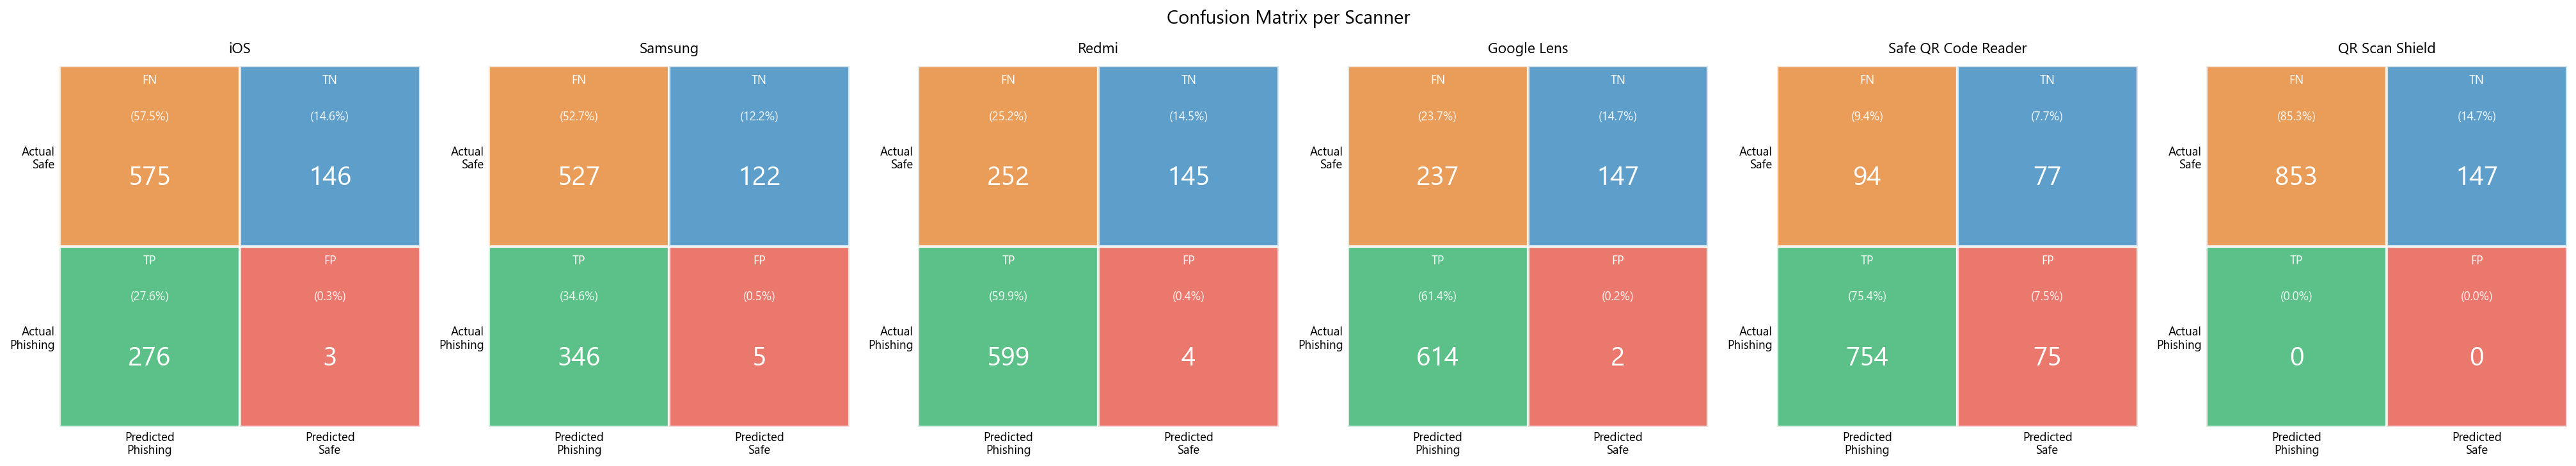 Confusion Matrix per Scanner
iOS
FN
TN
(57.5%)
(14.6%)
Actual
Safe
575
146
TP
FP
(27.6%)
(0.3%)
Actual
Phishing
276
3
Predicted
Phishing
Predicted
Safe
Samsung
FN
TN
(52.7%)
(12.2%)
Actual
Safe
527
122
TP
FP
(34.6%)
(0.5%)
Actual
Phishing
346
5
Predicted
Phishing
Predicted
Safe
Redmi
FN
TN
(25.2%)
(14.5%)
Actual
Safe
252
145
TP
FP
(59.9%)
(0.4%)
Actual
Phishing
599
4
Predicted
Phishing
Predicted
Safe
Google Lens
FN
TN
(23.7%)
(14.7%)
Actual
Safe
237
147
TP
FP
(61.4%)
(0.2%)
Actual
Phishing
614
2
Predicted
Phishing
Predicted
Safe
Safe QR Code Reader
FN
TN
(9.4%)
(7.7%)
Actual
Safe
94
77
TP
FP
(75.4%)
(7.5%)
Actual
Phishing
754
75
Predicted
Phishing
Predicted
Safe
QR Scan Shield
FN
TN
(85.3%)
(14.7%)
Actual
Safe
853
147
TP
FP
(0.0%)
(0.0%)
Actual
Phishing
0
0
Predicted
Phishing
Predicted
Safe